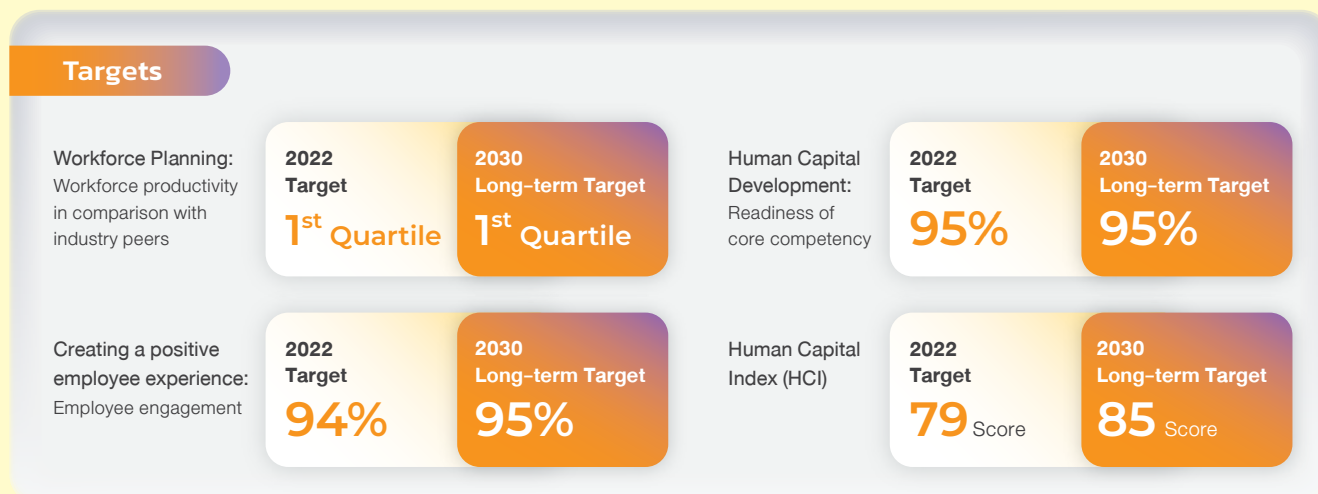 Targets
Workforce Planning:
Workforce productivity
in comparison with
industry peers
2022
Target
1st Quartile
2030
Long-term Target
1st Quartile
Human Capital
Development:
Readiness of
core competency
2022
Target
95%
2030
Long-term Target
95%
Creating a positive
employee experience:
Employee engagement
2022
Target
94%
2030
Long-term Target
95%
Human Capital
Index (HCI)
2022
Target
79 Score
2030
Long-term Target
85 Score